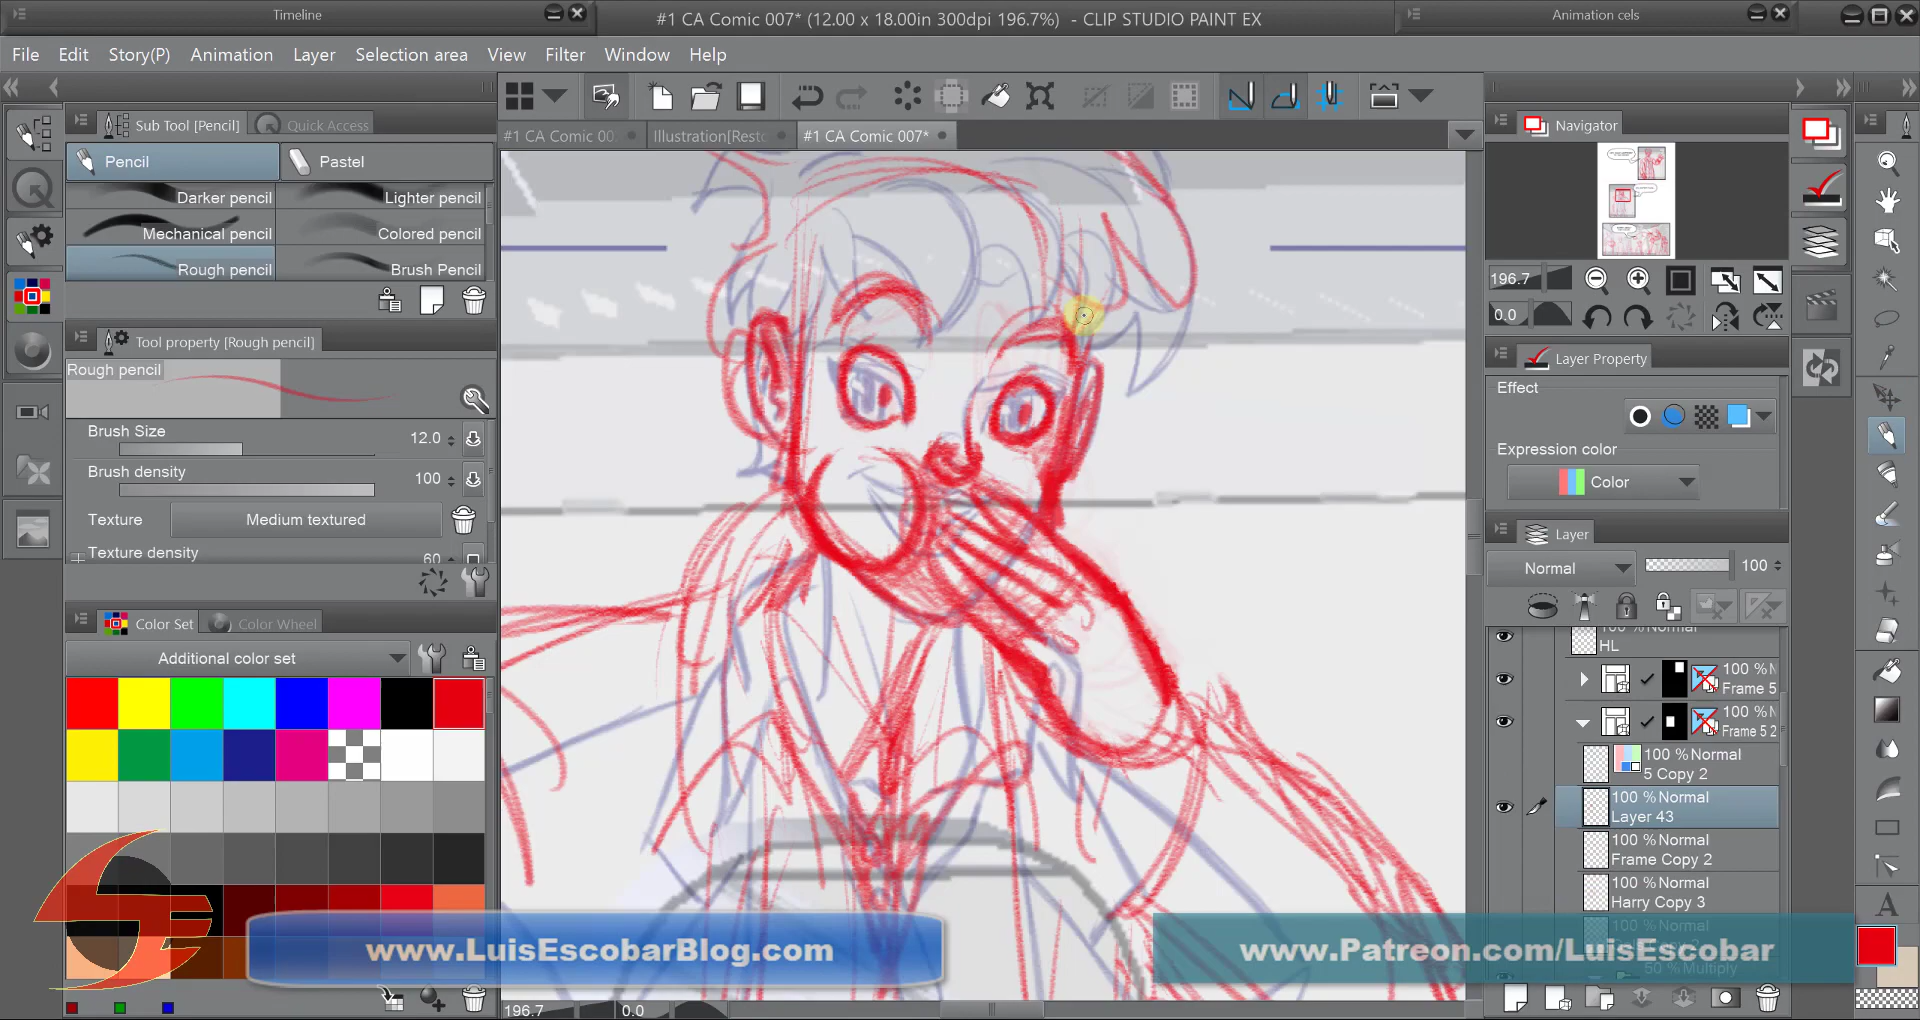 Timeline
#1 CA Comic 007* (12.00 x 18.00in 300dpi 196.7%) - CLIP STUDIO PAINT EX
Animation cels
File Edit Story(P) Animation Layer Selection area View Filter Window Help
Sub Tool [Pencil] Quick Access
#1 CA Comic 00 Illustration[Resto #1 CA Comic 007*
Navigator
Pencil Pastel
Darker pencil Lighter pencil
Mechanical pencil Colored pencil
Rough pencil Brush Pencil
196.7
0.0
Tool property [Rough pencil]
Layer Property
Rough pencil
Effect
Brush Size 12.0
Expression color
Brush density 100
Color
Texture Medium textured
Layer
Texture density 60
Normal 100
Color Set Color Wheel
100 %Normal
HL
Additional color set
100 %N
Frame 5
100 %N
Frame 5 2
100 %Normal
5 Copy 2
100 %Normal
Layer 43
100 %Normal
Frame Copy 2
100 %Normal
Harry Copy 3
100 %Normal
www.LuisEscobarBlog.com
www.Patreon.com/LuisEscobar
50 %Multiply
196.7 0.0